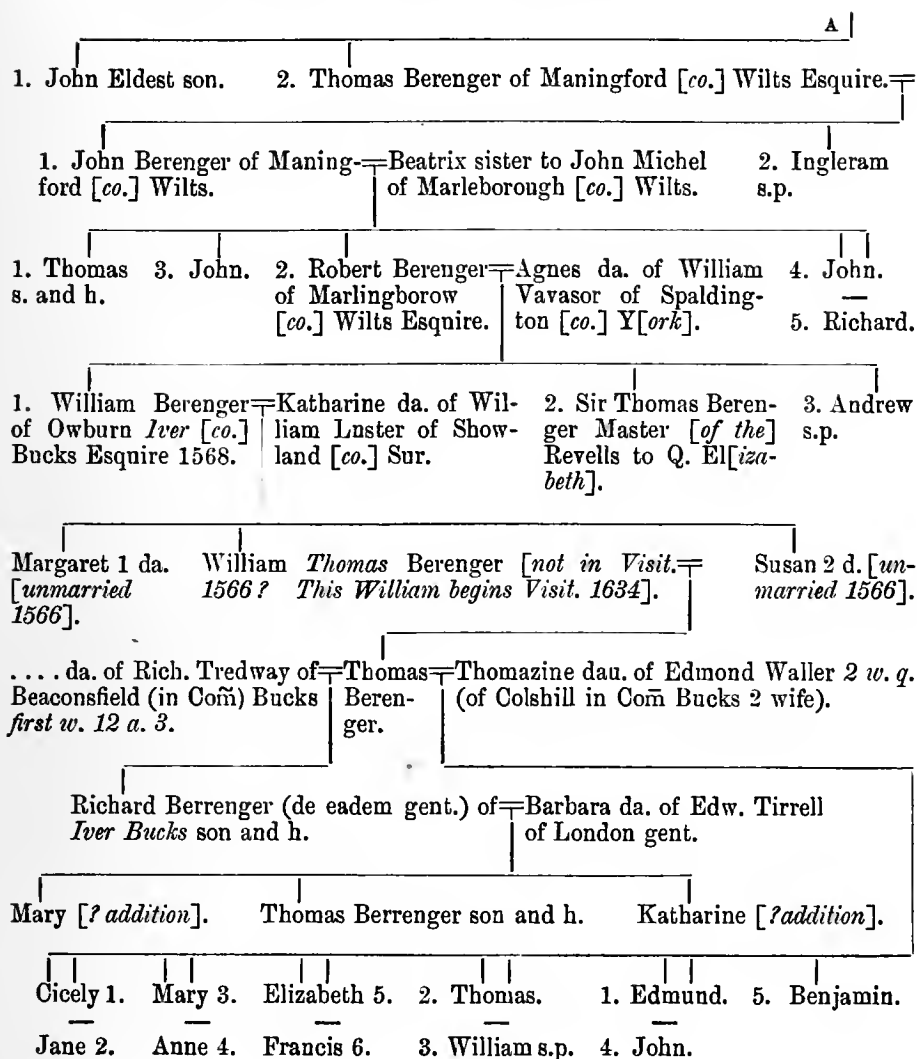 A
1. John Eldest son. 2. Thomas Berenger of Maningford [co.] Wilts Esquire.
1. John Berenger of Maning-
ford [co.] Wilts.
Beatrix sister to John Michel
of Marleborough [co.] Wilts.
2. Ingleram
s.p.
1. Thomas
s. and h.
3. John.
2. Robert Berenger
of Marlingborow
[co.] Wilts Esquire.
Agnes da. of William
Vavasor of Spalding-
ton [co.] Y[ork].
4. John.
5. Richard.
1. William Berenger
of Owburn Iver [co.]
Bucks Esquire 1568.
Katharine da. of Wil-
liam Luster of Show-
land [co.] Sur.
2. Sir Thomas Beren-
ger Master [of the]
Revells to Q. El[iza-
beth].
3. Andrew
s.p.
Margaret 1 da.
[unmarried
1566].
William Thomas Berenger [not in Visit.
1566? This William begins Visit. 1634].
Susan 2 d. [un-
married 1566].
.... da. of Rich. Tredway of
Beaconsfield (in Com̃) Bucks
first w. 12 a. 3.
Thomas
Beren-
ger.
Thomazine dau. of Edmond Waller 2 w. q.
(of Colshill in Com̃ Bucks 2 wife).
Richard Berrenger (de eadem gent.) of
Iver Bucks son and h.
Barbara da. of Edw. Tirrell
of London gent.
Mary [? addition]. Thomas Berrenger son and h. Katharine [? addition].
Cicely 1. Mary 3. Elizabeth 5. 2. Thomas. 1. Edmund. 5. Benjamin.
Jane 2. Anne 4. Francis 6. 3. William s.p. 4. John.